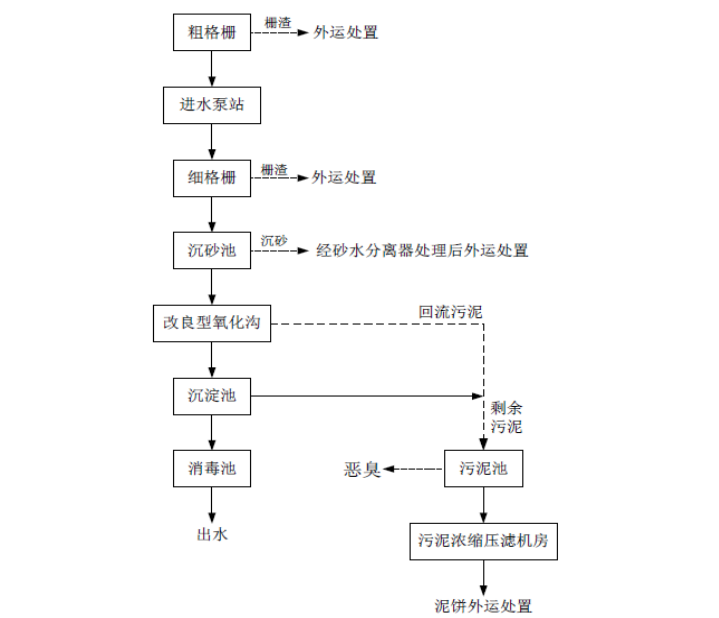 粗格栅
栅渣
外运处置
进水泵站
细格栅
栅渣
外运处置
沉砂池
沉砂
经砂水分离器处理后外运处置
改良型氧化沟
回流污泥
沉淀池
剩余
污泥
消毒池
恶臭
污泥池
出水
污泥浓缩压滤机房
泥饼外运处置